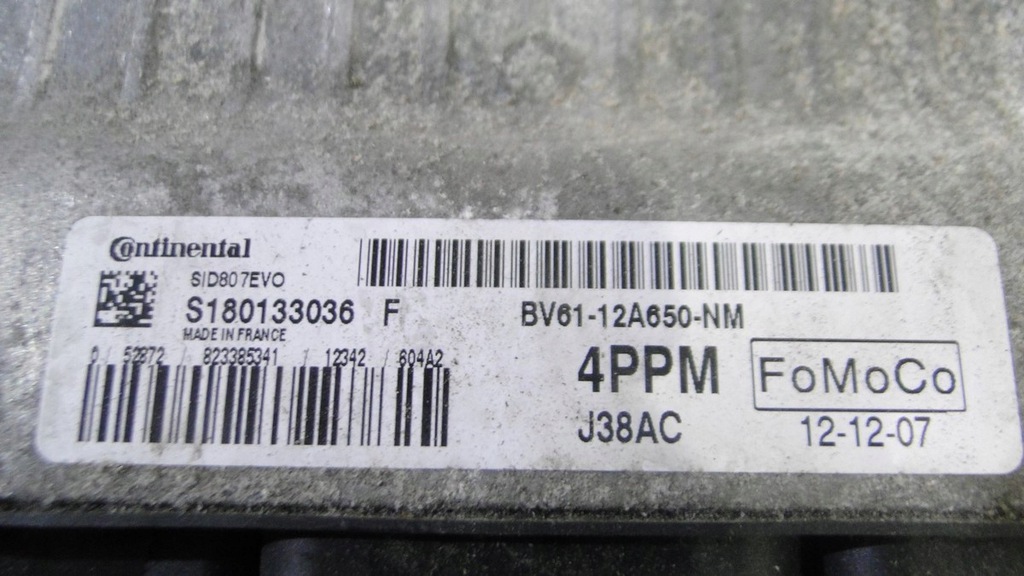 Continental
SID807EVO
S180133036 F
MADE IN FRANCE
0 / 52872 / 823385341 / 12342 / 604A2
BV61-12A650-NM
4PPM
FoMoCo
J38AC
12-12-07